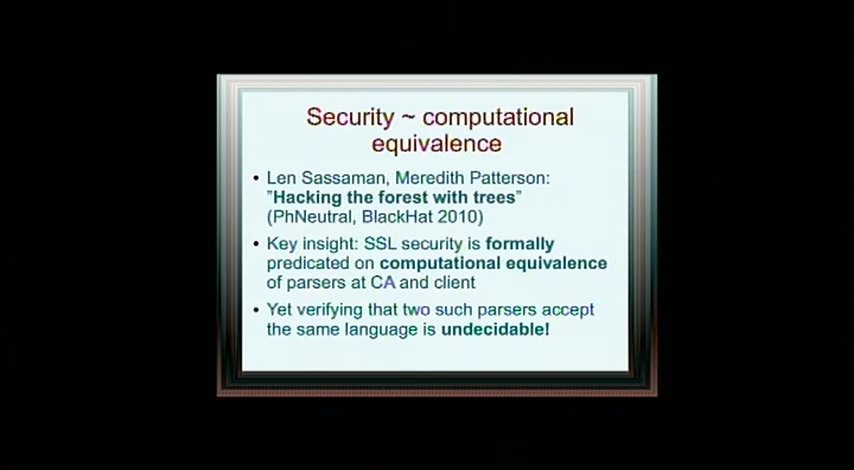 Security ~ computational
equivalence
• Len Sassaman, Meredith Patterson:
"Hacking the forest with trees"
(PhNeutral, BlackHat 2010)
• Key insight: SSL security is formally
predicated on computational equivalence
of parsers at CA and client
• Yet verifying that two such parsers accept
the same language is undecidable!